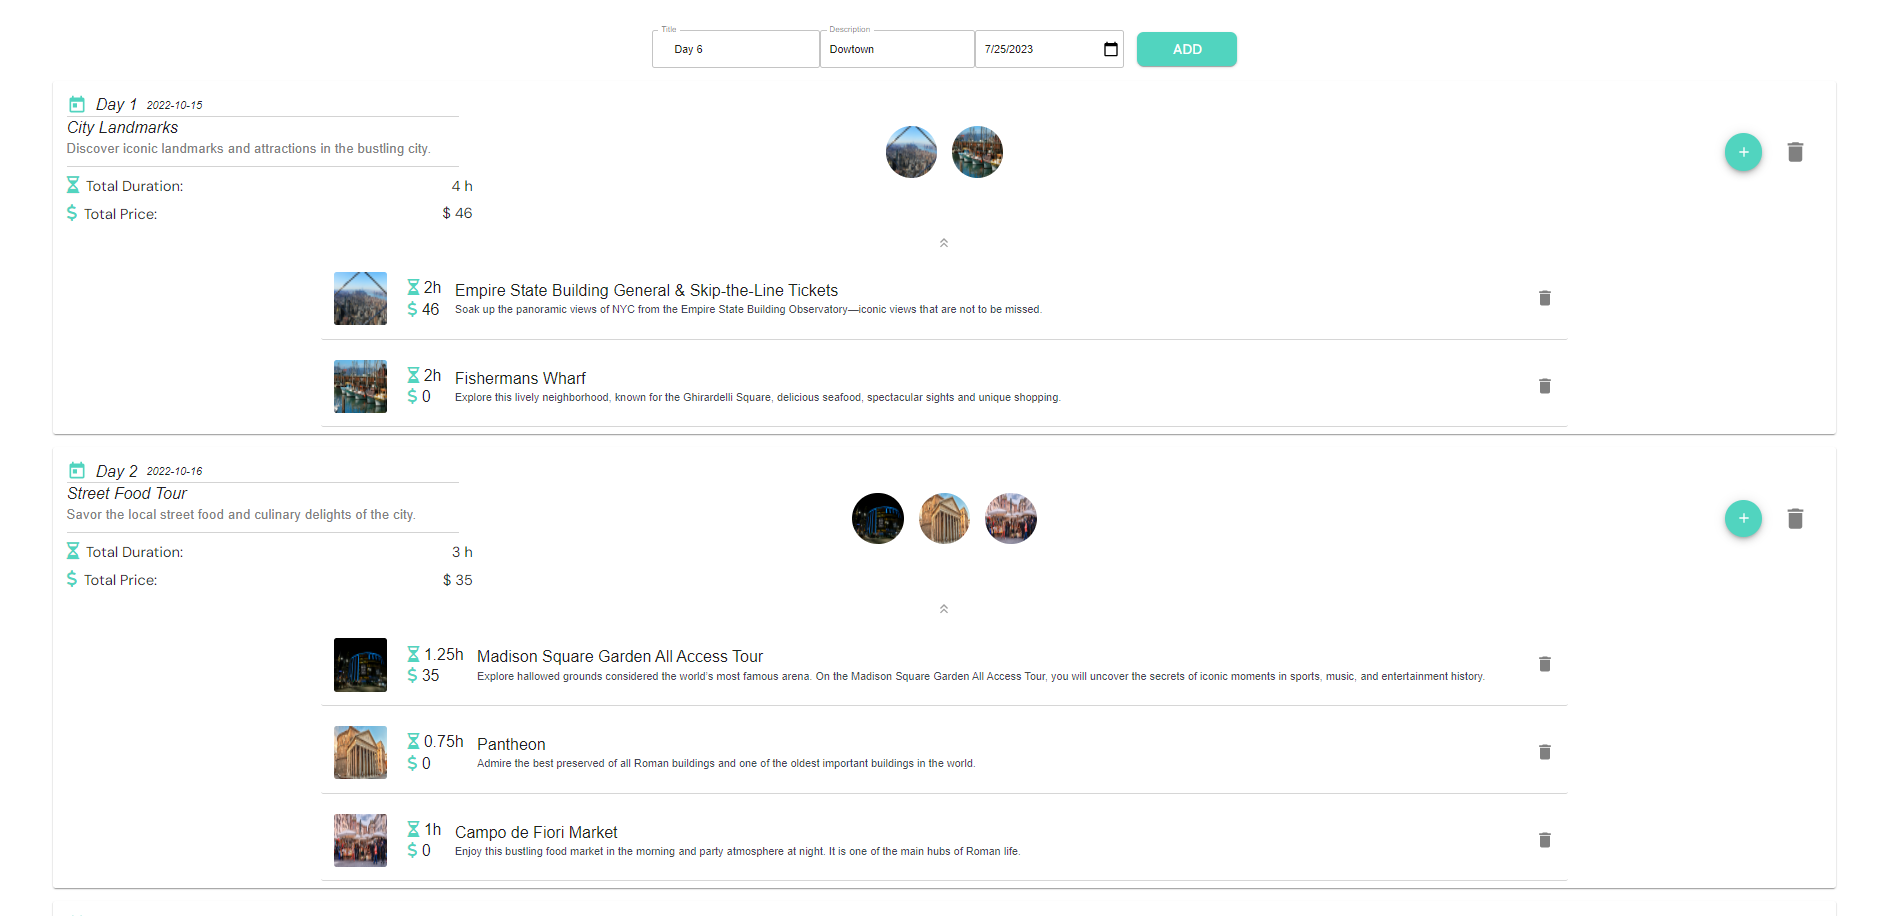 Title
Description
Day 6
Dowtown
7/25/2023
ADD
Day 1 2022-10-15
City Landmarks
Discover iconic landmarks and attractions in the bustling city.
Total Duration: 4 h
Total Price: $ 46
2h
Empire State Building General & Skip-the-Line Tickets
46
Soak up the panoramic views of NYC from the Empire State Building Observatory—iconic views that are not to be missed.
2h
Fishermans Wharf
0
Explore this lively neighborhood, known for the Ghirardelli Square, delicious seafood, spectacular sights and unique shopping.
Day 2 2022-10-16
Street Food Tour
Savor the local street food and culinary delights of the city.
Total Duration: 3 h
Total Price: $ 35
1.25h
Madison Square Garden All Access Tour
35
Explore hallowed grounds considered the world's most famous arena. On the Madison Square Garden All Access Tour, you will uncover the secrets of iconic moments in sports, music, and entertainment history.
0.75h
Pantheon
0
Admire the best preserved of all Roman buildings and one of the oldest important buildings in the world.
1h
Campo de Fiori Market
0
Enjoy this bustling food market in the morning and party atmosphere at night. It is one of the main hubs of Roman life.